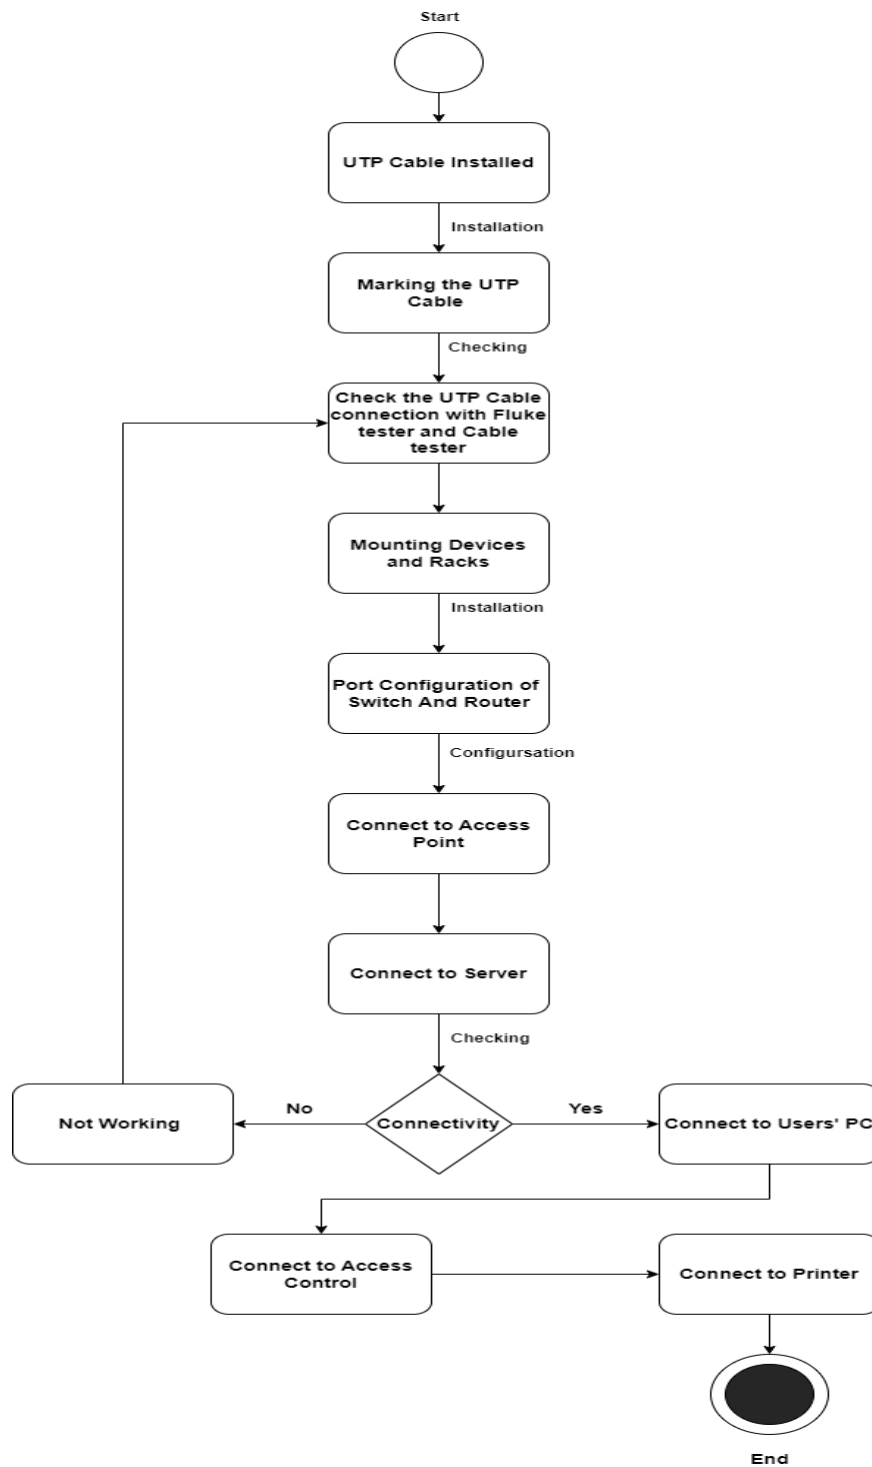 Start
UTP Cable Installed
Installation
Marking the UTP
Cable
Checking
Check the UTP Cable
connection with Fluke
tester and Cable
tester
Mounting Devices
and Racks
Installation
Port Configuration of
Switch And Router
Configursation
Connect to Access
Point
Connect to Server
Checking
Not Working
No
Connectivity
Yes
Connect to Users' PC
Connect to Access
Control
Connect to Printer
End